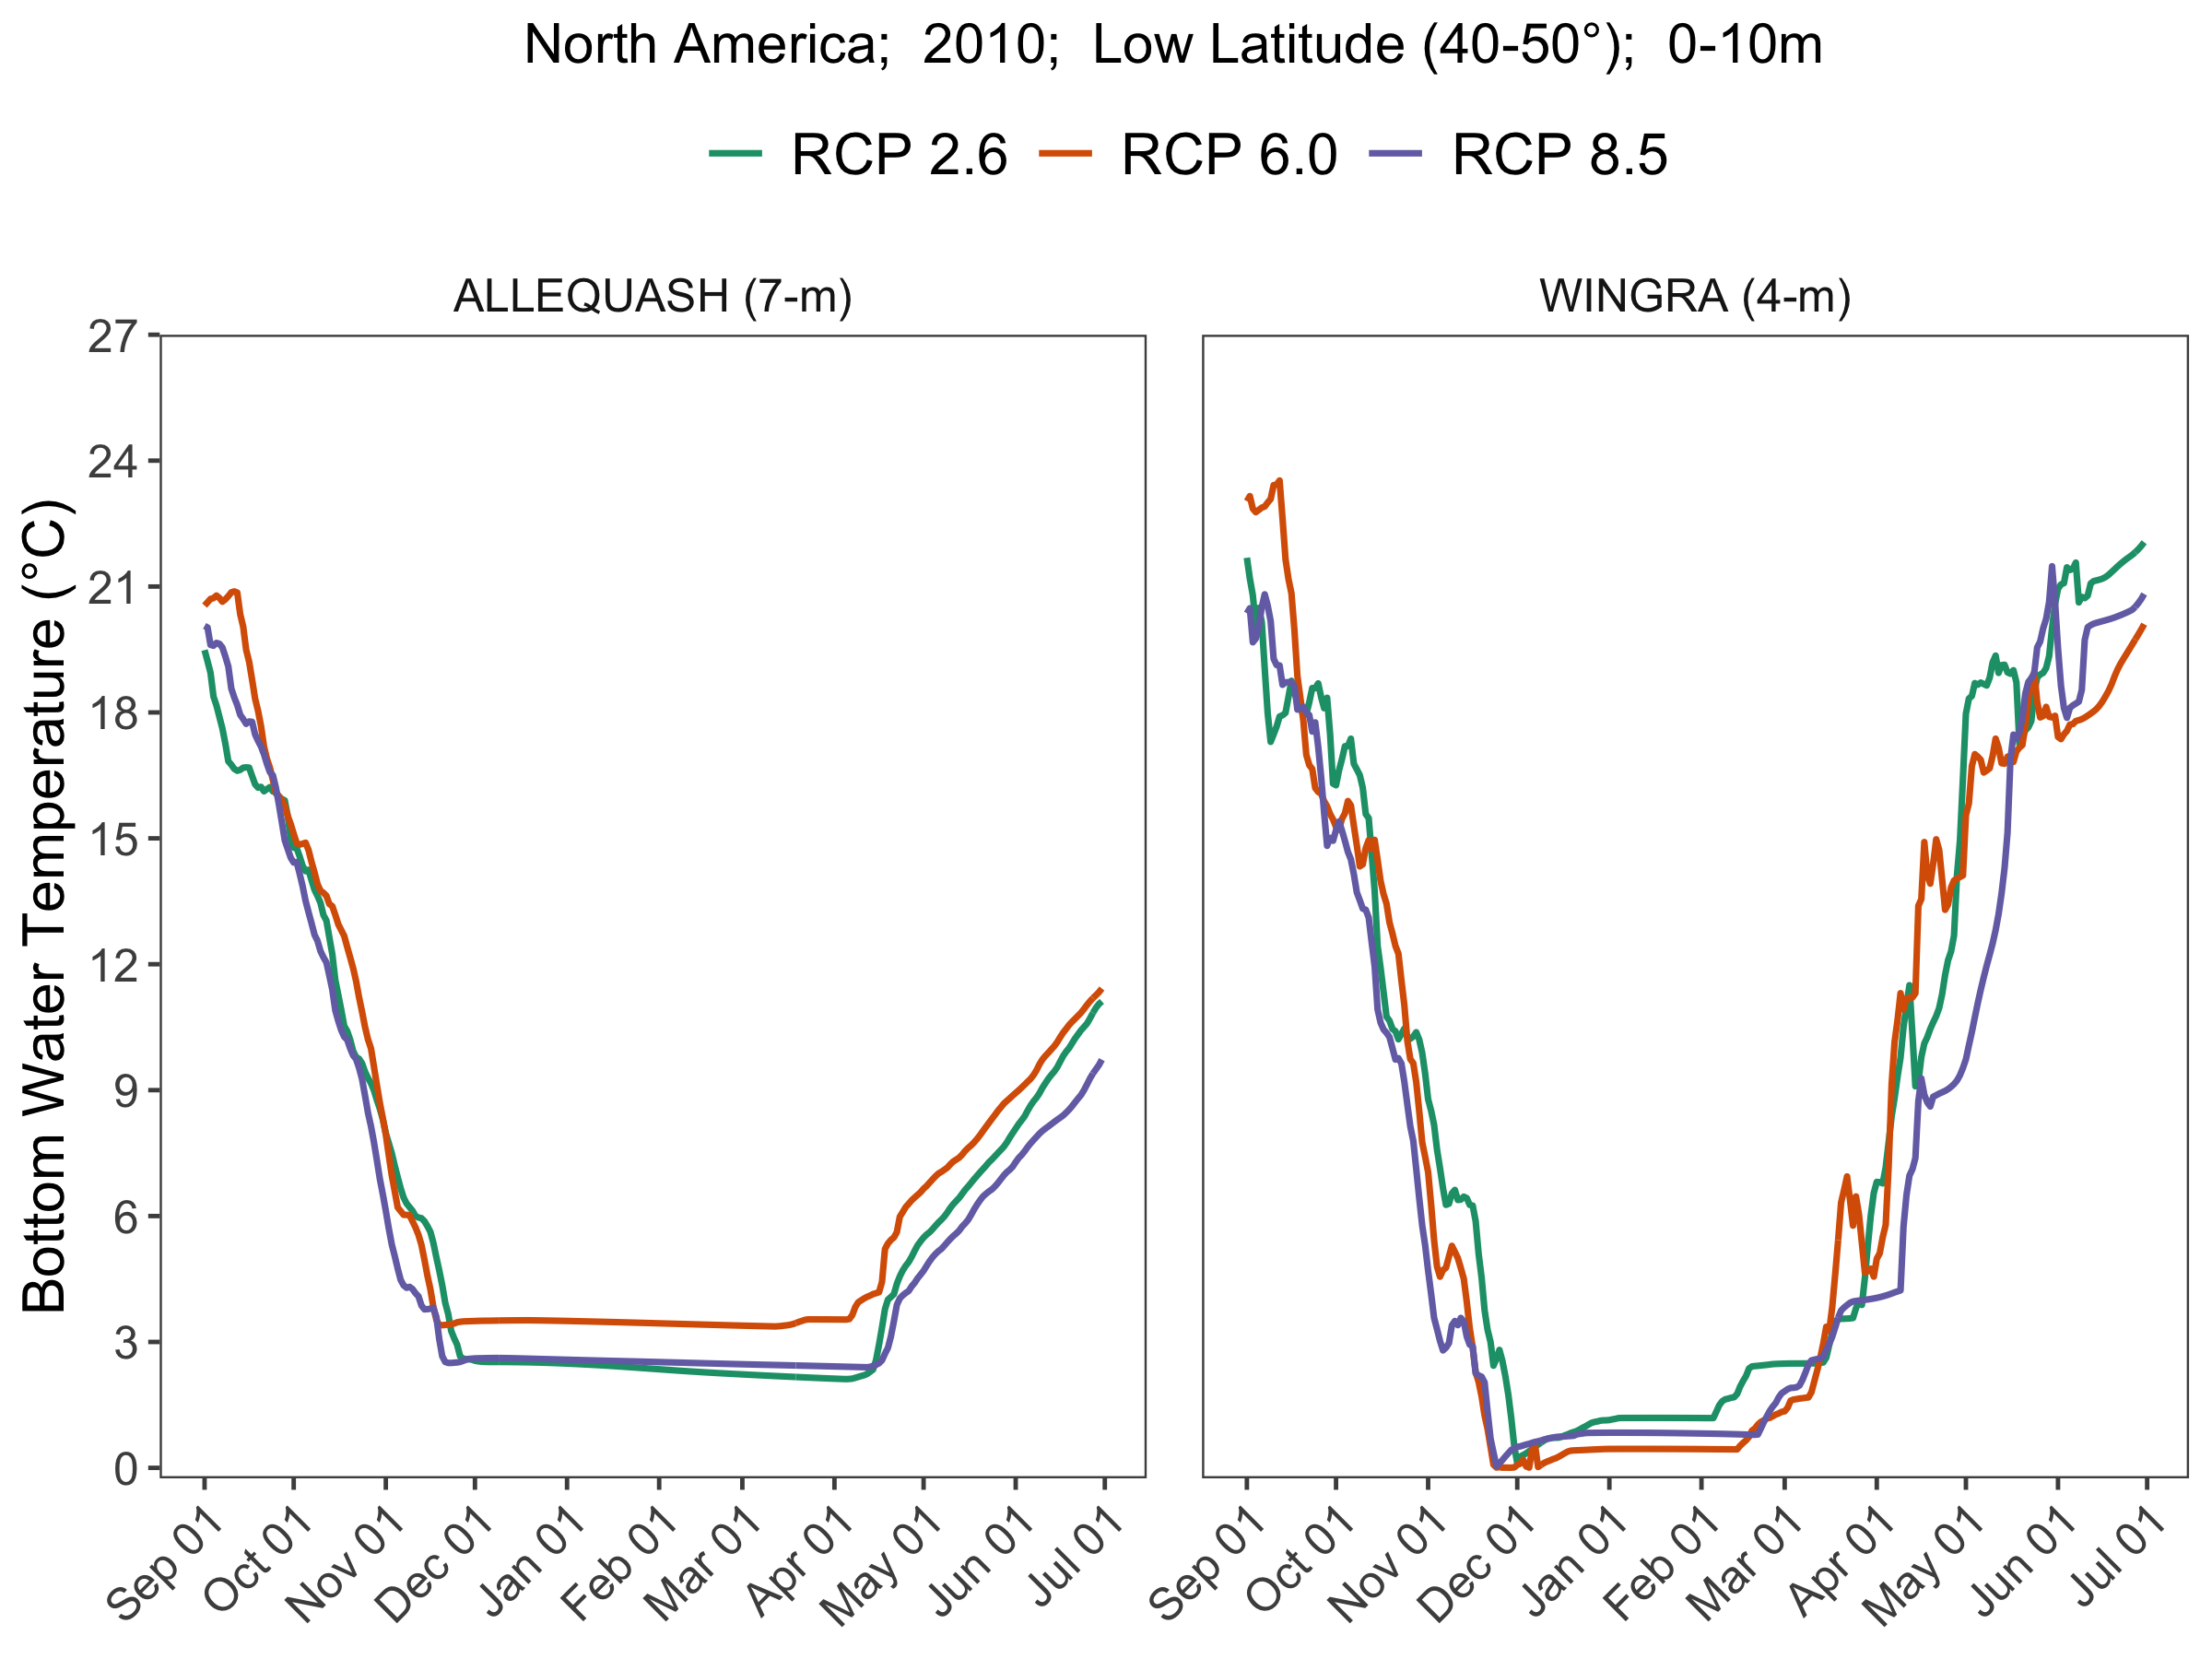 North America;  2010;  Low Latitude (40-50°);  0-10m
RCP 2.6 RCP 6.0 RCP 8.5
ALLEQUASH (7-m) WINGRA (4-m)
Bottom Water Temperature (°C)
27
24
21
18
15
12
9
6
3
0
Sep 01 Oct 01 Nov 01 Dec 01 Jan 01 Feb 01 Mar 01 Apr 01 May 01 Jun 01 Jul 01 Sep 01 Oct 01 Nov 01 Dec 01 Jan 01 Feb 01 Mar 01 Apr 01 May 01 Jun 01 Jul 01